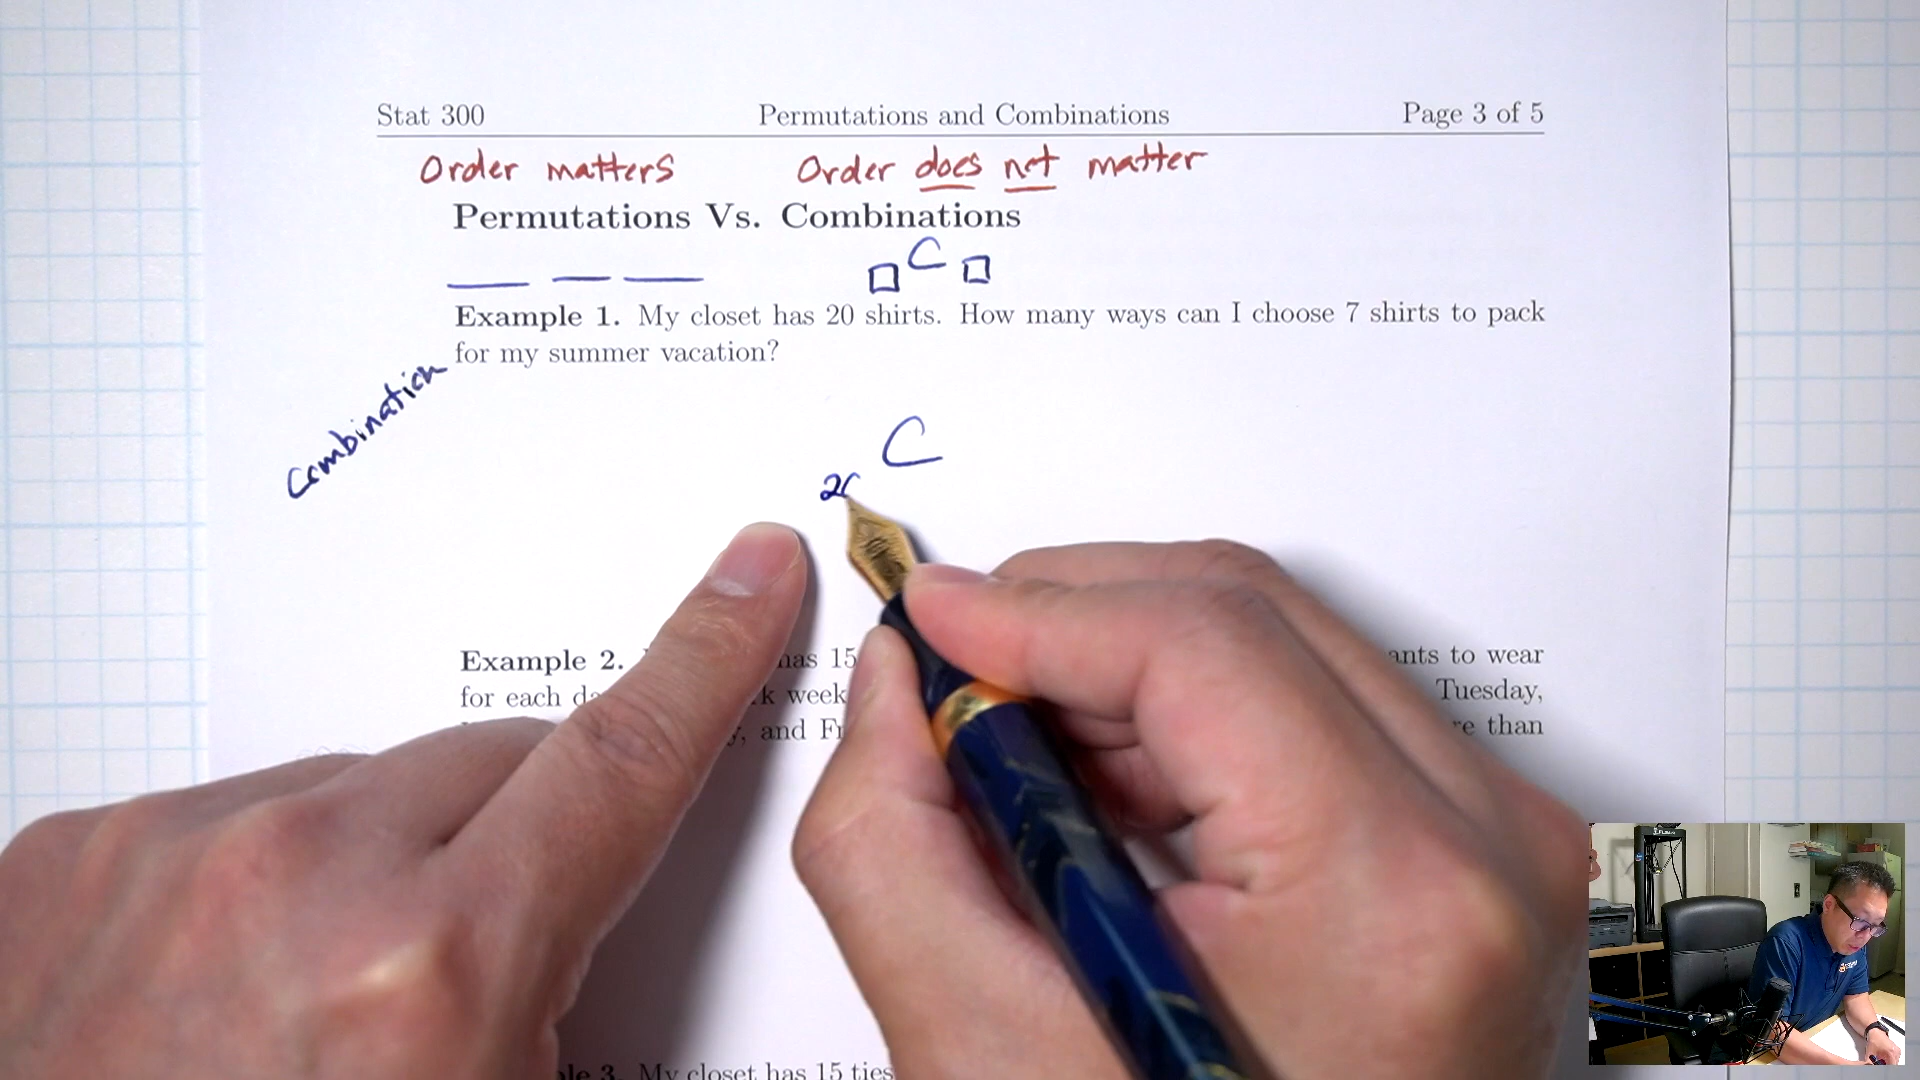 Stat 300 Permutations and Combinations Page 3 of 5
Order matters Order does not matter
Permutations Vs. Combinations
C
Example 1. My closet has 20 shirts. How many ways can I choose 7 shirts to pack
for my summer vacation?
Combination
C
20
Example 2. has 15 ants to wear
for each k week Tuesday,
and Fr re than
le 3. My closet has 15 ties